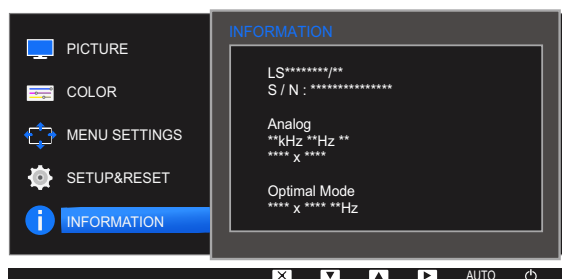 PICTURE
COLOR
MENU SETTINGS
SETUP&RESET
INFORMATION
INFORMATION
LS********/**
S / N : ***************
Analog
**kHz **Hz **
**** x ****
Optimal Mode
**** x **** **Hz
AUTO